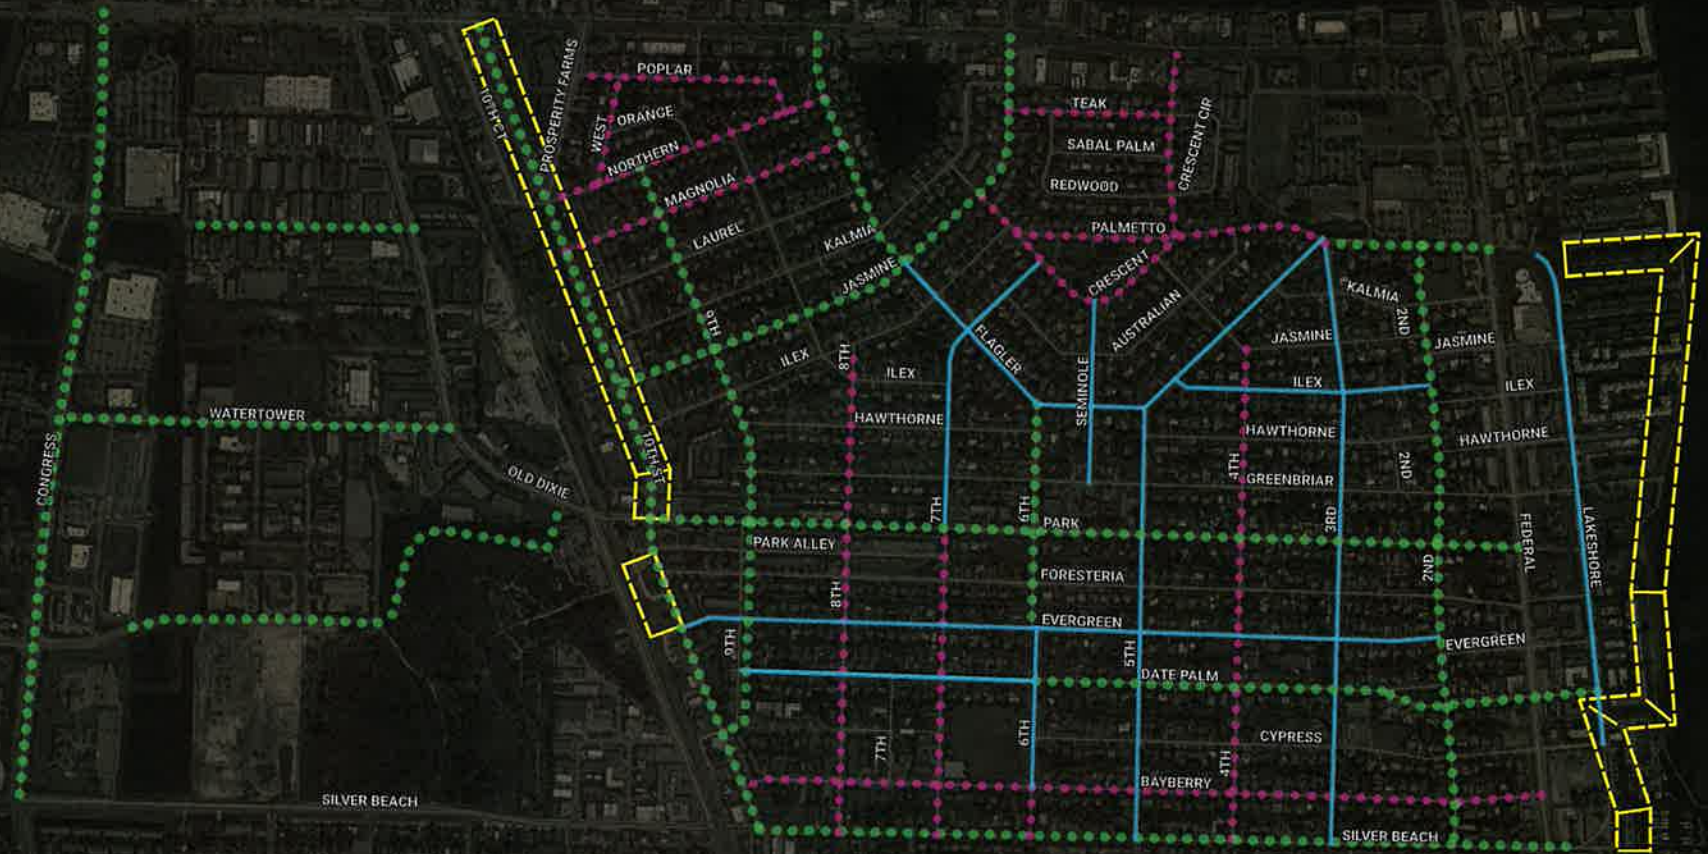 POPLAR
PROSPERITY FARMS
10TH CT
WEST
ORANGE
NORTHERN
MAGNOLIA
LAUREL
KALMIA
JASMINE
9TH
ILEX
8TH
ILEX
HAWTHORNE
TEAK
SABAL PALM
REDWOOD
CRESCENT CIR
PALMETTO
CRESCENT
AUSTRALIAN
FLAGLER
SEMINOLE
KALMIA
2ND
JASMINE
JASMINE
ILEX
ILEX
HAWTHORNE
HAWTHORNE
4TH
GREENBRIAR
2ND
WATERTOWER
CONGRESS
OLD DIXIE
10TH ST
7TH
6TH
PARK
3RD
FEDERAL
LAKESHORE
PARK ALLEY
8TH
FORESTERIA
2ND
EVERGREEN
EVERGREEN
9TH
5TH
DATE PALM
7TH
6TH
CYPRESS
4TH
BAYBERRY
SILVER BEACH
SILVER BEACH